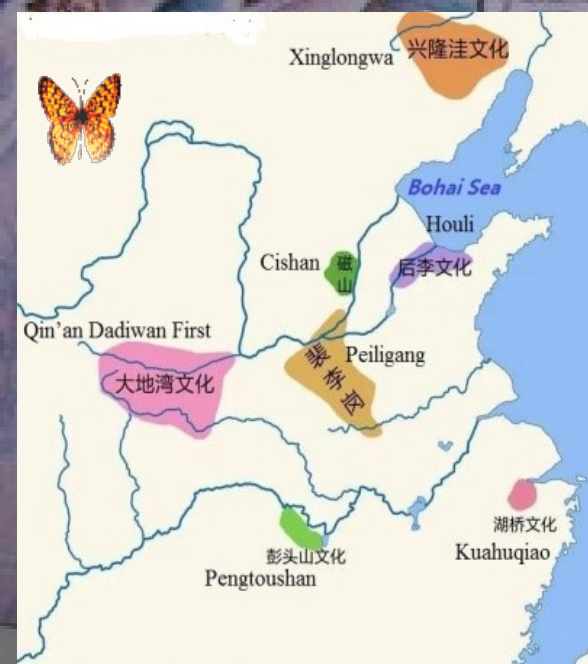 Xinglongwa
兴隆洼文化
Bohai Sea
Houli
后李文化
Cishan
磁
山
Qin'an Dadiwan First
大地湾文化
Peiligang
裴
李
岗
湖桥文化
Kuahuqiao
彭头山文化
Pengtoushan